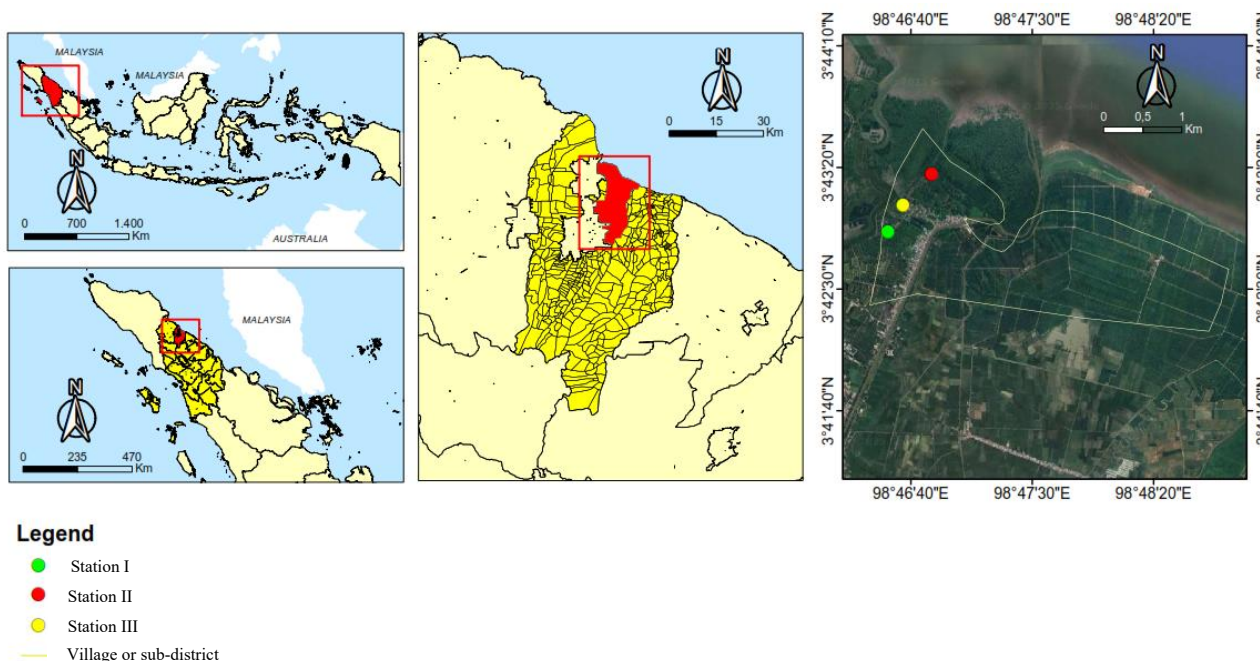 MALAYSIA
MALAYSIA
N
0 700 1.400
Km
AUSTRALIA
MALAYSIA
N
0 235 470
Km
N
0 15 30
Km
98°46'40"E 98°47'30"E 98°48'20"E
3°44'10"N
3°43'20"N
3°42'30"N
3°41'40"N
N
0 0,5 1
Km
98°46'40"E 98°47'30"E 98°48'20"E
Legend
Station I
Station II
Station III
Village or sub-district